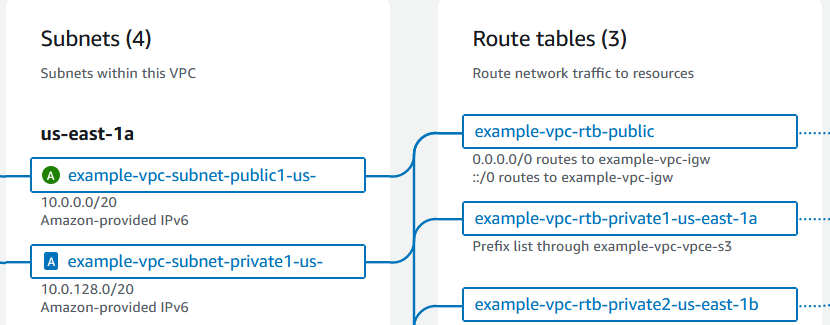 Subnets (4)
Subnets within this VPC
us-east-1a
A example-vpc-subnet-public1-us-
10.0.0.0/20
Amazon-provided IPv6
A example-vpc-subnet-private1-us-
10.0.128.0/20
Amazon-provided IPv6
Route tables (3)
Route network traffic to resources
example-vpc-rtb-public
0.0.0.0/0 routes to example-vpc-igw
::/0 routes to example-vpc-igw
example-vpc-rtb-private1-us-east-1a
Prefix list through example-vpc-vpce-s3
example-vpc-rtb-private2-us-east-1b